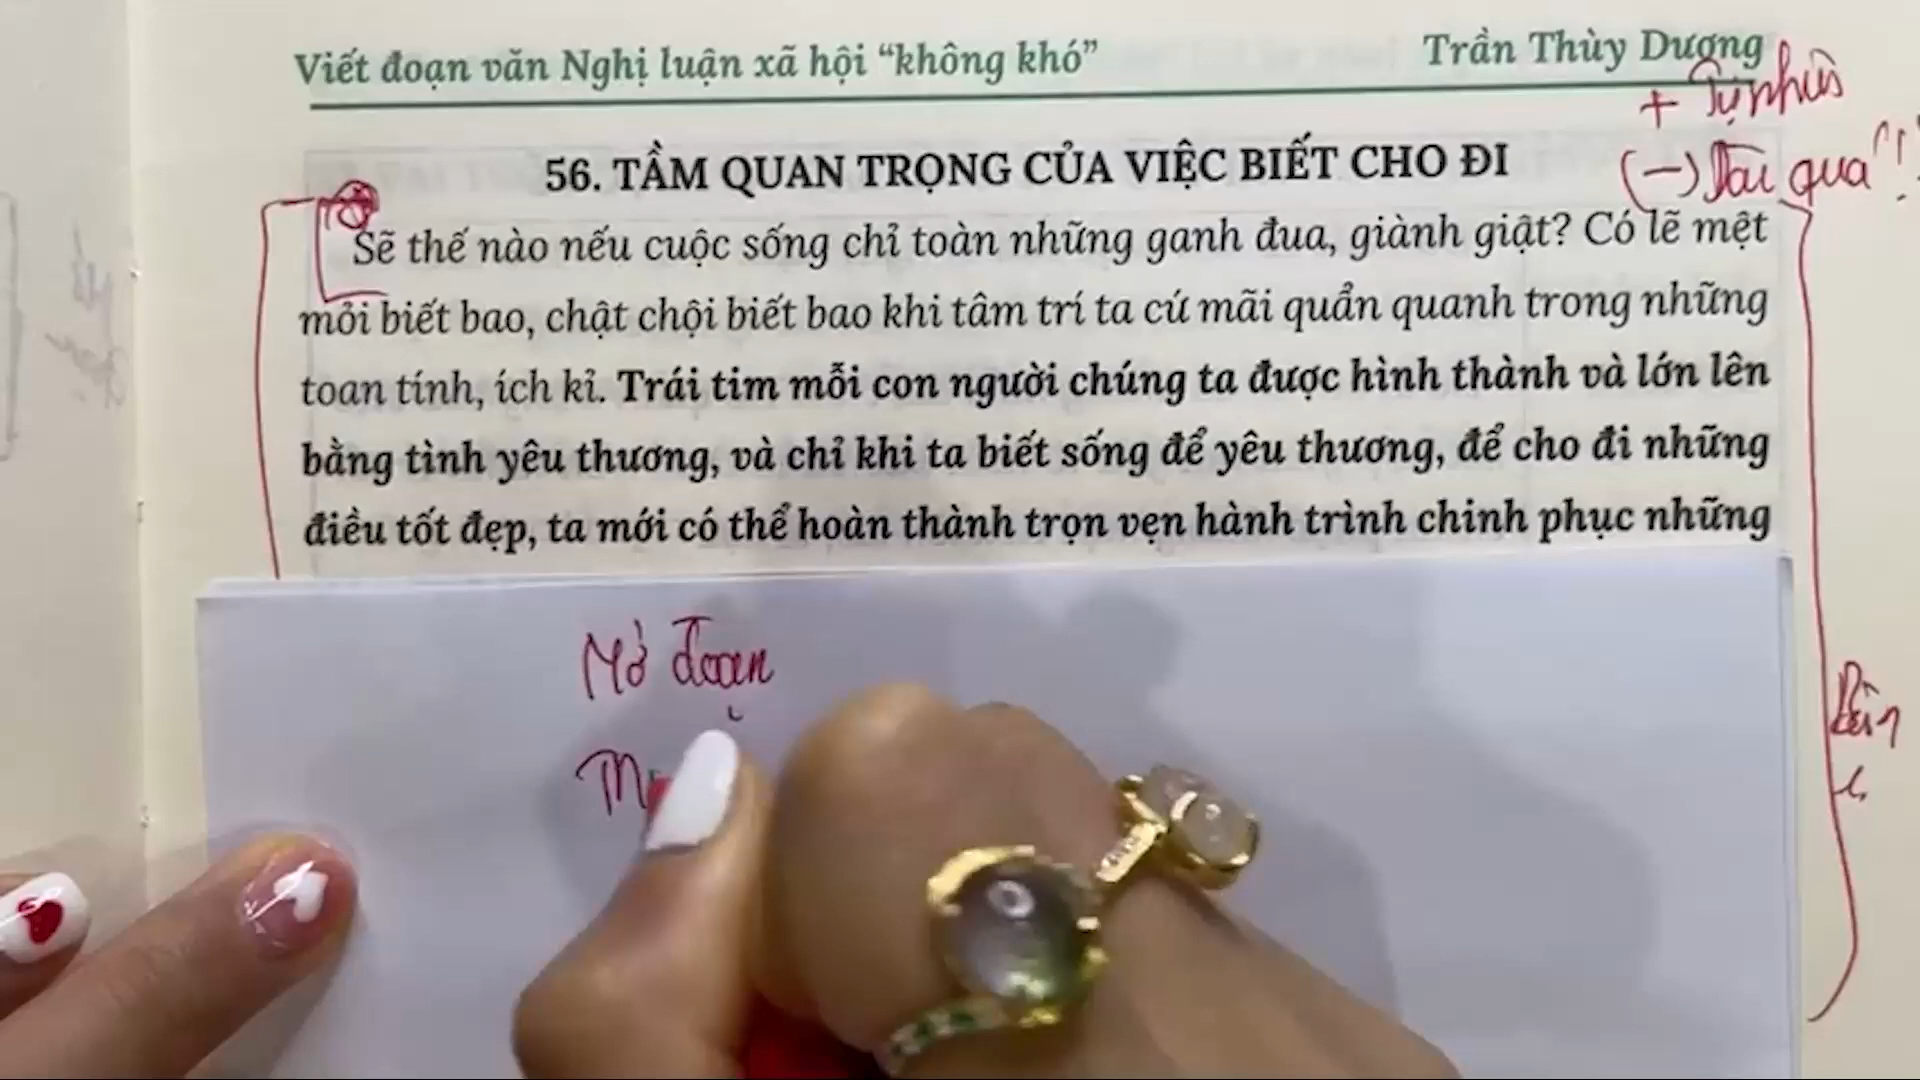 Viết đoạn văn Nghị luận xã hội “không khó”
Trần Thùy Dương
+ Tự nhiên
(-) Dài qua"!
56. TẦM QUAN TRỌNG CỦA VIỆC BIẾT CHO ĐI
Sẽ thế nào nếu cuộc sống chỉ toàn những ganh đua, giành giật? Có lẽ mệt
mỏi biết bao, chật chội biết bao khi tâm trí ta cứ mãi quẩn quanh trong những
toan tính, ích kỉ. Trái tim mỗi con người chúng ta được hình thành và lớn lên
bằng tình yêu thương, và chỉ khi ta biết sống để yêu thương, để cho đi những
điều tốt đẹp, ta mới có thể hoàn thành trọn vẹn hành trình chinh phục những
Mở đoạn